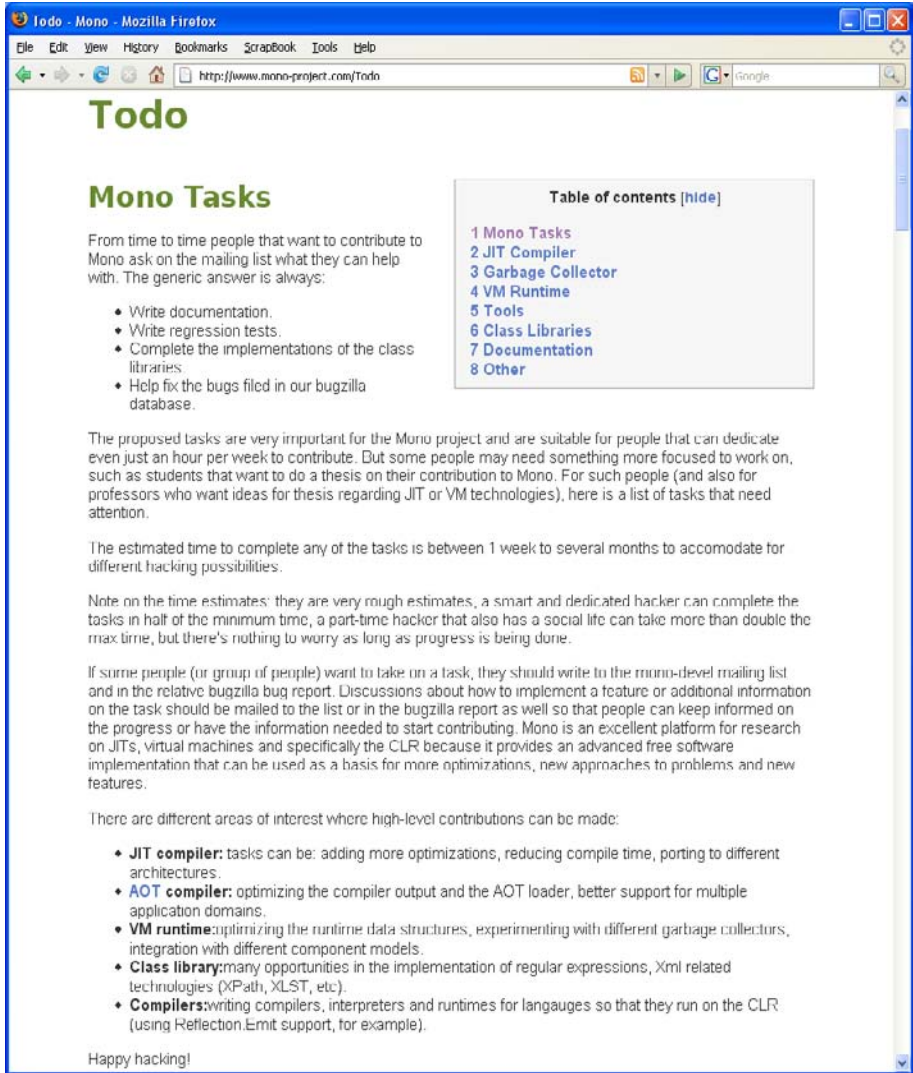 Todo - Mono - Mozilla Firefox
File Edit View History Bookmarks ScrapBook Tools Help
http://www.mono-project.com/Todo
G Google
Todo
Mono Tasks
From time to time people that want to contribute to
Mono ask on the mailing list what they can help
with. The generic answer is always:
Write documentation.
Write regression tests.
Complete the implementations of the class
libraries.
Help fix the bugs filed in our bugzilla
database.
Table of contents [hide]
1 Mono Tasks
2 JIT Compiler
3 Garbage Collector
4 VM Runtime
5 Tools
6 Class Libraries
7 Documentation
8 Other
The proposed tasks are very important for the Mono project and are suitable for people that can dedicate
even just an hour per week to contribute. But some people may need something more focused to work on,
such as students that want to do a thesis on their contribution to Mono. For such people (and also for
professors who want ideas for thesis regarding JIT or VM technologies), here is a list of tasks that need
attention.
The estimated time to complete any of the tasks is between 1 week to several months to accomodate for
different hacking possibilities.
Note on the time estimates: they are very rough estimates, a smart and dedicated hacker can complete the
tasks in half of the minimum time, a part-time hacker that also has a social life can take more than double the
max time, but there's nothing to worry as long as progress is being done.
If some people (or group of people) want to take on a task, they should write to the mono-devel mailing list
and in the relative bugzilla bug report. Discussions about how to implement a feature or additional information
on the task should be mailed to the list or in the bugzilla report as well so that people can keep informed on
the progress or have the information needed to start contributing. Mono is an excellent platform for research
on JITs, virtual machines and specifically the CLR because it provides an advanced free software
implementation that can be used as a basis for more optimizations, new approaches to problems and new
features.
There are different areas of interest where high-level contributions can be made:
JIT compiler: tasks can be: adding more optimizations, reducing compile time, porting to different
architectures.
AOT compiler: optimizing the compiler output and the AOT loader, better support for multiple
application domains.
VM runtime:optimizing the runtime data structures, experimenting with different garbage collectors,
integration with different component models.
Class library:many opportunities in the implementation of regular expressions, Xml related
technologies (XPath, XLST, etc).
Compilers:writing compilers, interpreters and runtimes for langauges so that they run on the CLR
(using Reflection.Emit support, for example).
Happy hacking!